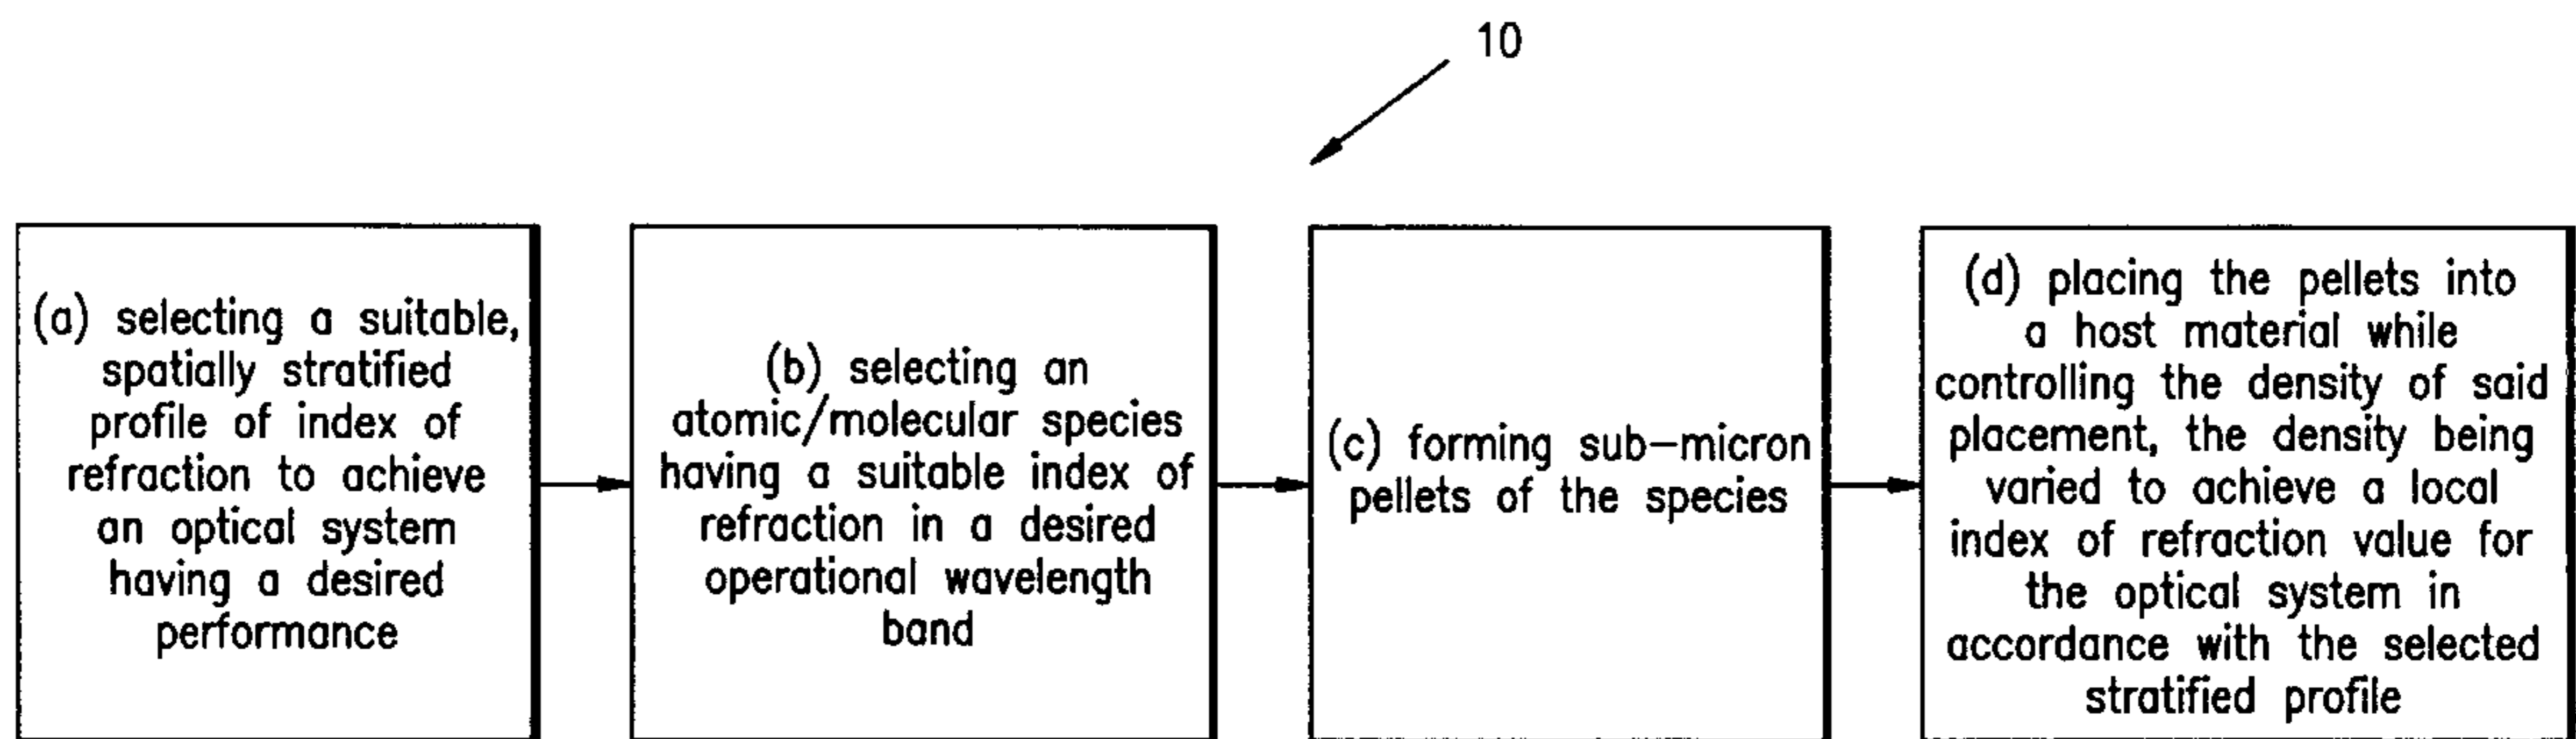 10
(a) selecting a suitable,
spatially stratified
profile of index of
refraction to achieve
an optical system
having a desired
performance
(b) selecting an
atomic/molecular species
having a suitable index of
refraction in a desired
operational wavelength
band
(c) forming sub-micron
pellets of the species
(d) placing the pellets into
a host material while
controlling the density of said
placement, the density being
varied to achieve a local
index of refraction value for
the optical system in
accordance with the selected
stratified profile